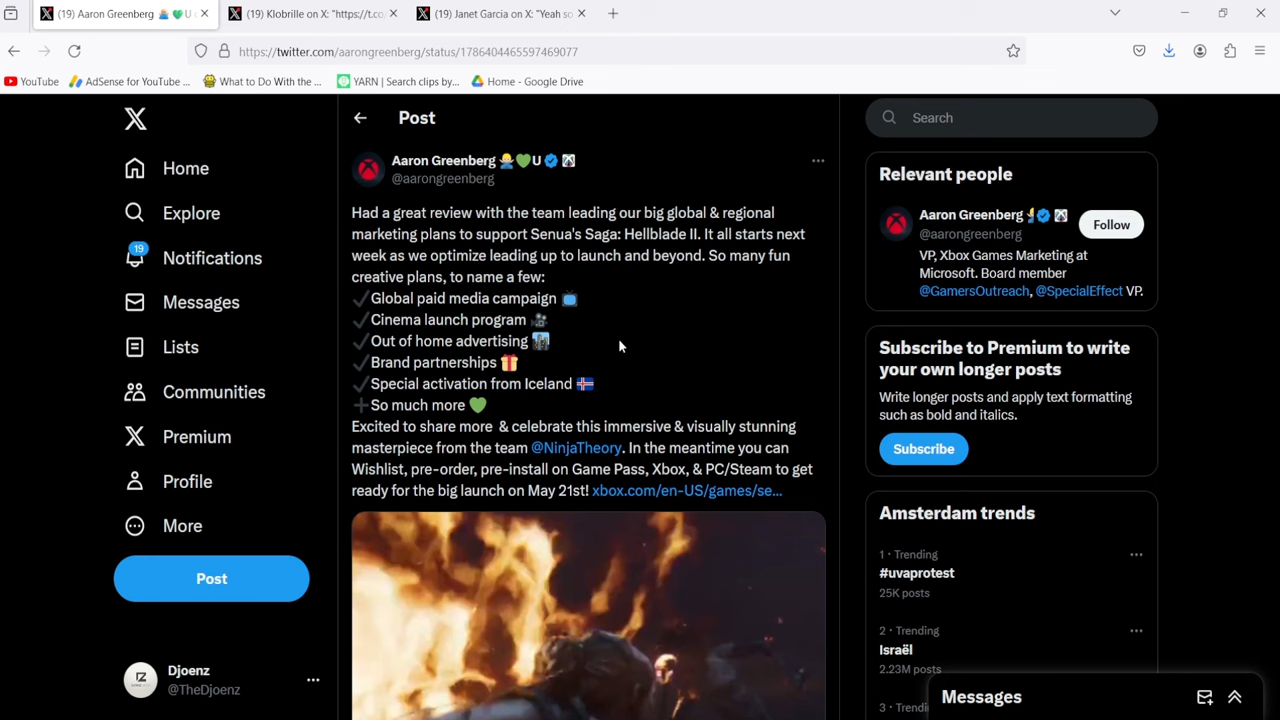 (19) Aaron Greenberg U
(19) Klobrille on X: "https://t.co/
(19) Janet Garcia on X: "Yeah so
https://twitter.com/aarongreenberg/status/1786404465597469077
YouTube
AdSense for YouTube ...
What to Do With the ...
YARN | Search clips by...
Home - Google Drive
Home
Explore
19
Notifications
Messages
Lists
Communities
Premium
Profile
More
Post
Djoenz
@TheDjoenz
Post
Aaron Greenberg 🙎‍♂️💚U
@aarongreenberg
Had a great review with the team leading our big global & regional
marketing plans to support Senua's Saga: Hellblade II. It all starts next
week as we optimize leading up to launch and beyond. So many fun
creative plans, to name a few:
✔Global paid media campaign 📺
✔Cinema launch program 🎥
✔Out of home advertising 🏙
✔Brand partnerships 🎁
✔Special activation from Iceland 🇮🇸
➕So much more 💚
Excited to share more & celebrate this immersive & visually stunning
masterpiece from the team @NinjaTheory. In the meantime you can
Wishlist, pre-order, pre-install on Game Pass, Xbox, & PC/Steam to get
ready for the big launch on May 21st! xbox.com/en-US/games/se...
Search
Relevant people
Aaron Greenberg
@aarongreenberg
Follow
VP, Xbox Games Marketing at
Microsoft. Board member
@GamersOutreach, @SpecialEffect VP.
Subscribe to Premium to write
your own longer posts
Write longer posts and apply text formatting
such as bold and italics.
Subscribe
Amsterdam trends
1 · Trending
#uvaprotest
25K posts
2 · Trending
Israël
2.23M posts
3 · Trendi
Messages